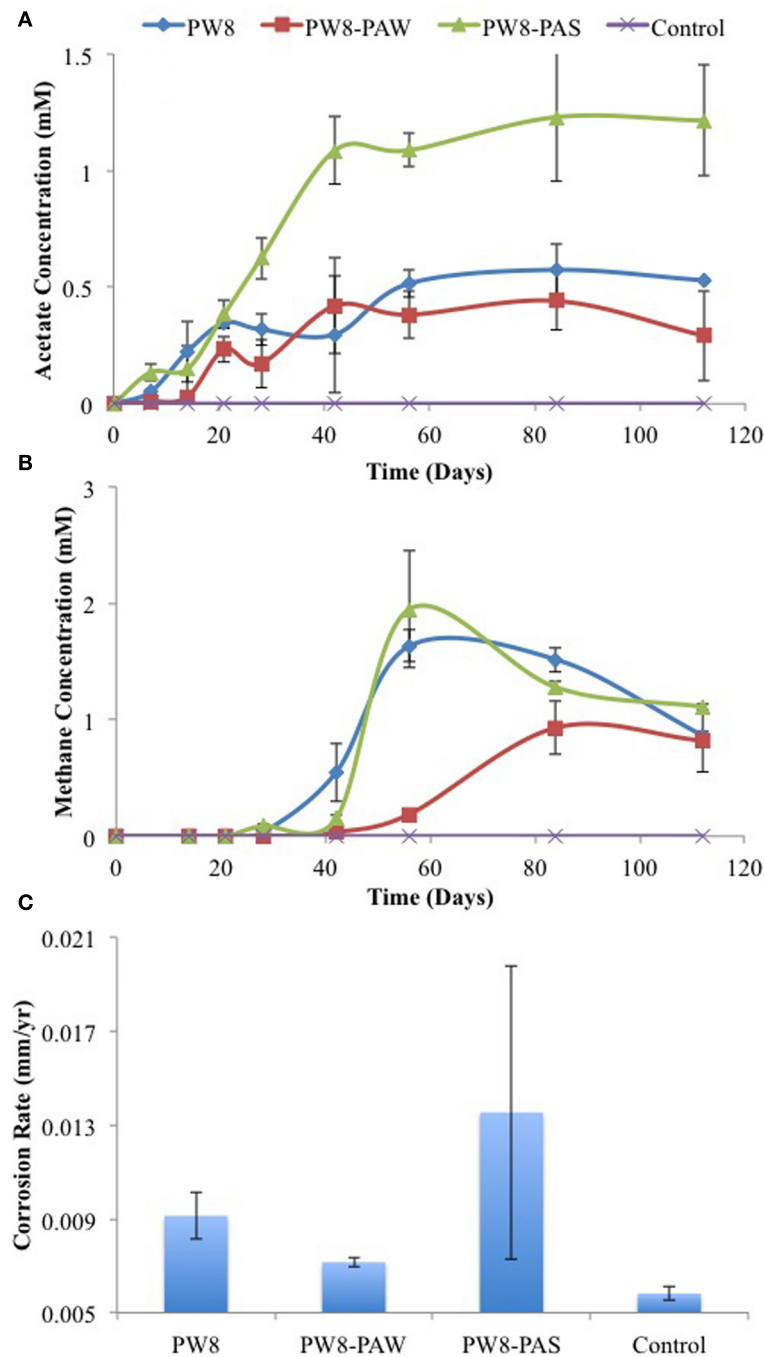 A
PW8 PW8-PAW PW8-PAS Control
Acetate Concentration (mM)
1.5
1
0.5
0
0 20 40 60 80 100 120
Time (Days)
B
Methane Concentration (mM)
3
2
1
0
0 20 40 60 80 100 120
Time (Days)
C
Corrosion Rate (mm/yr)
0.021
0.017
0.013
0.009
0.005
PW8 PW8-PAW PW8-PAS Control